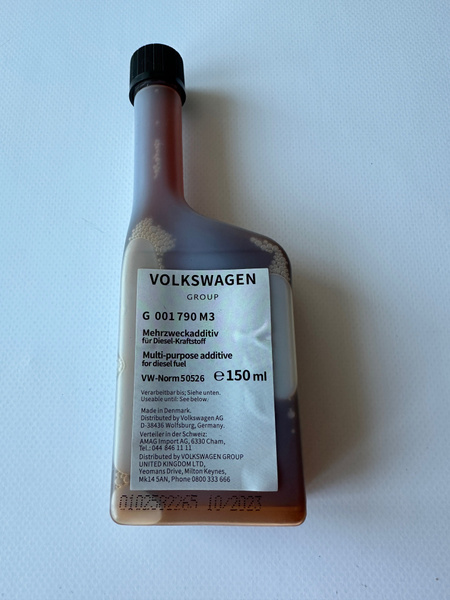 VOLKSWAGEN
GROUP
G 001 790 M3
Mehrzweckadditiv
für Diesel-Kraftstoff
Multi-purpose additive
for diesel fuel
VW-Norm 50526 ℮150 ml
Verarbeitbar bis; Siehe unten.
Useable until: See below.
Made in Denmark.
Distributed by Volkswagen AG
D-38436 Wolfsburg, Germany.
Verteiler in der Schweiz:
AMAG Import AG, 6330 Cham,
Tel.: 044 846 11 11
Distributed by VOLKSWAGEN GROUP
UNITED KINGDOM LTD,
Yeomans Drive, Milton Keynes,
Mk14 5AN, Phone 0800 333 666
0102582265 10/2023